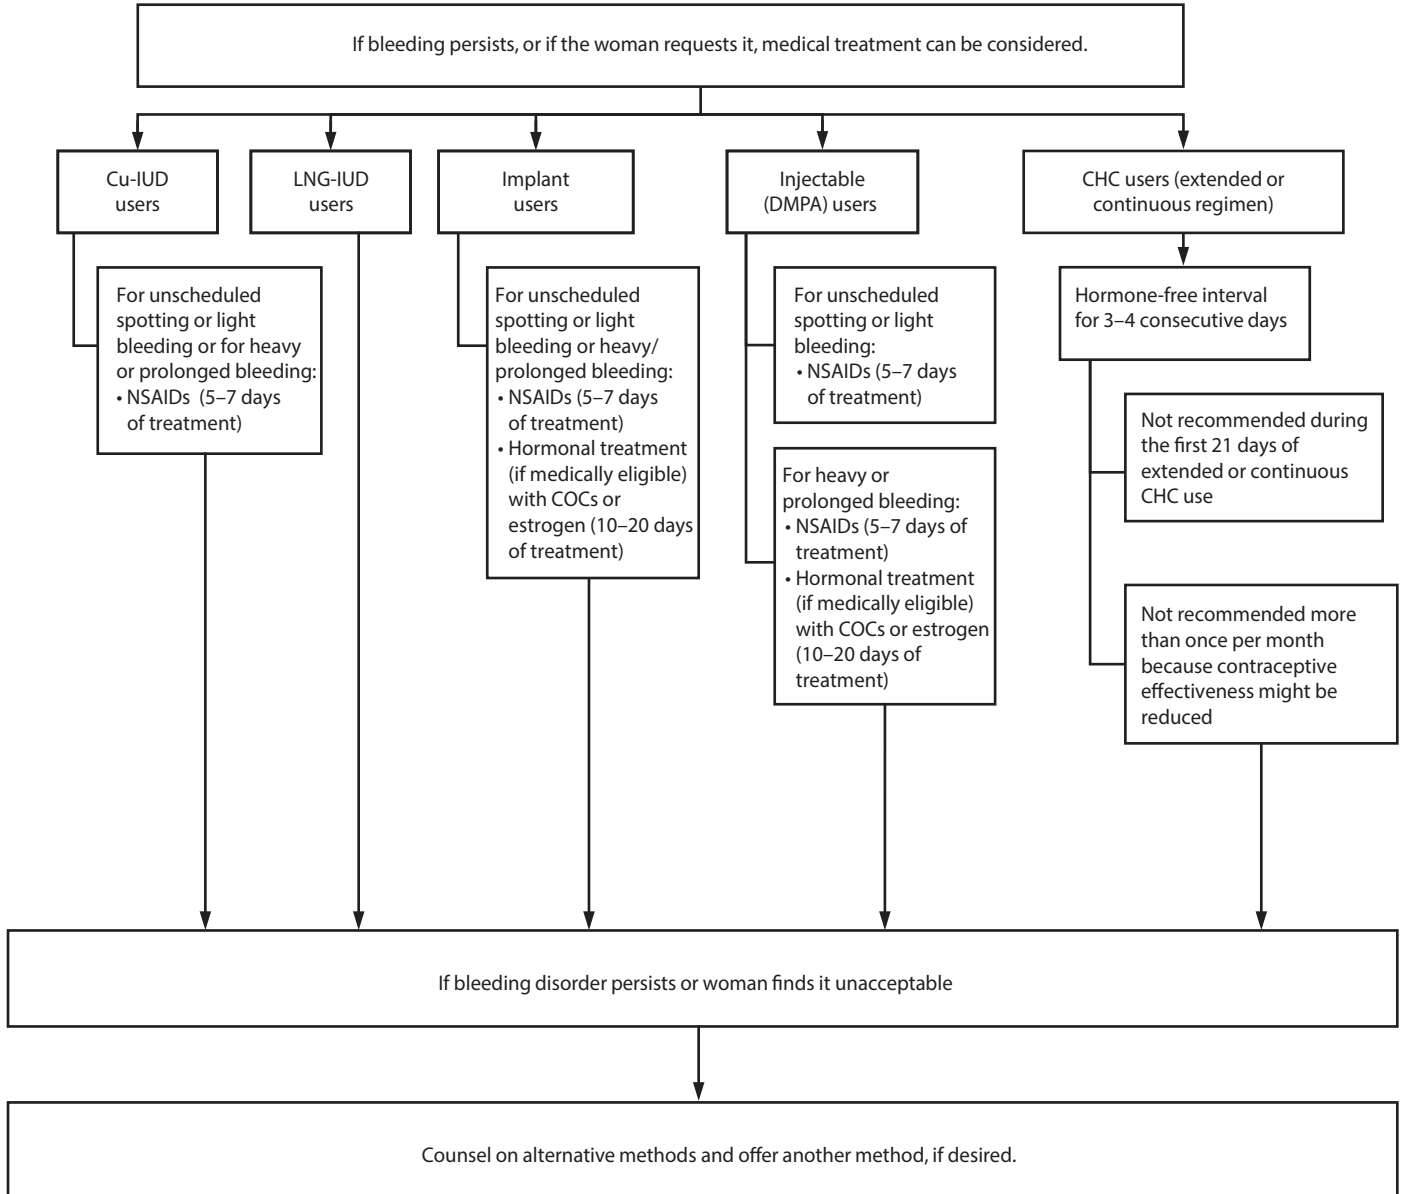 If bleeding persists, or if the woman requests it, medical treatment can be considered.
Cu-IUD
users
LNG-IUD
users
Implant
users
Injectable
(DMPA) users
CHC users (extended or
continuous regimen)
For unscheduled
spotting or light
bleeding or for heavy
or prolonged bleeding:
• NSAIDs (5–7 days
of treatment)
For unscheduled
spotting or light
bleeding or heavy/
prolonged bleeding:
• NSAIDs (5–7 days
of treatment)
• Hormonal treatment
(if medically eligible)
with COCs or
estrogen (10–20 days
of treatment)
For unscheduled
spotting or light
bleeding:
• NSAIDs (5–7 days
of treatment)
For heavy or
prolonged bleeding:
• NSAIDs (5–7 days of
treatment)
• Hormonal treatment
(if medically eligible)
with COCs or estrogen
(10–20 days of
treatment)
Hormone-free interval
for 3–4 consecutive days
Not recommended during
the first 21 days of
extended or continuous
CHC use
Not recommended more
than once per month
because contraceptive
effectiveness might be
reduced
If bleeding disorder persists or woman finds it unacceptable
Counsel on alternative methods and offer another method, if desired.